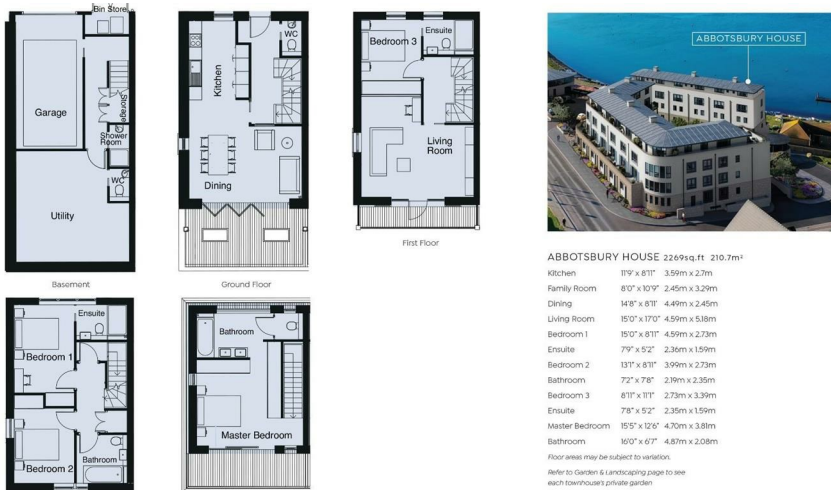 Bin Store
Garage
Storage
Shower
Room
WC
Utility
Basement
Kitchen
WC
Dining
Ground Floor
Bedroom 3
Ensuite
Living
Room
First Floor
Ensuite
Bedroom 1
Bedroom 2
Bathroom
Bathroom
Master Bedroom
ABBOTSBURY HOUSE
ABBOTSBURY HOUSE 2269sq.ft 210.7m²
Kitchen 11'9" x 8'11" 3.59m x 2.7m
Family Room 8'0" x 10'9" 2.45m x 3.29m
Dining 14'8" x 8'11' 4.49m x 2.45m
Living Room 15'0" x 17'0" 4.59m x 5.18m
Bedroom 1 15'0" x 8'11" 4.59m x 2.73m
Ensuite 7'9" x 5'2" 2.36m x 1.59m
Bedroom 2 13'1" x 8'11" 3.99m x 2.73m
Bathroom 7'2" x 7'8" 2.19m x 2.35m
Bedroom 3 8'11" x 11'1" 2.73m x 3.39m
Ensuite 7'8" x 5'2" 2.35m x 1.59m
Master Bedroom 15'5" x 12'6" 4.70m x 3.81m
Bathroom 16'0" x 6'7" 4.87m x 2.08m
Floor areas may be subject to variation.
Refer to Garden & Landscaping page to see
each townhouse's private garden